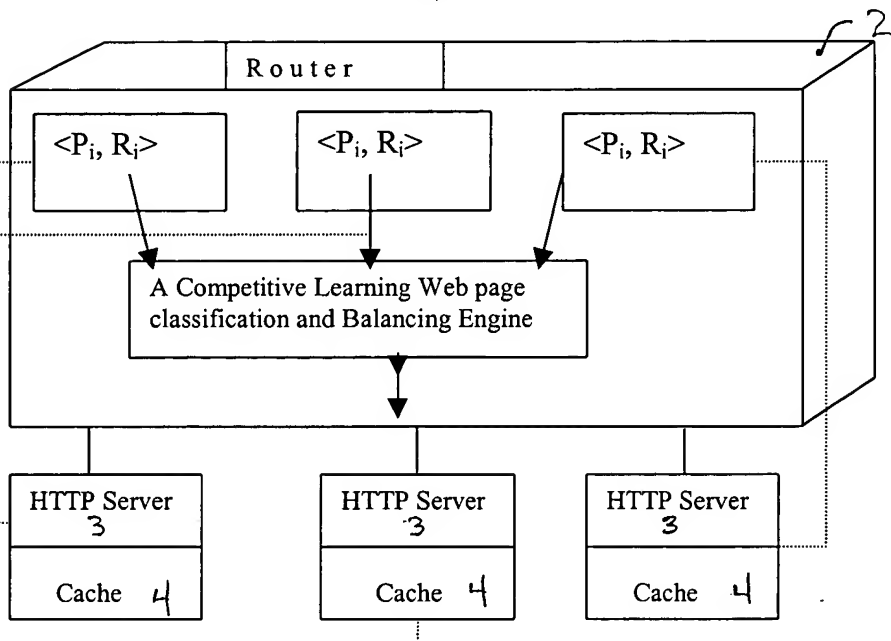 2
Router
<Pi, Ri> <Pi, Ri> <Pi, Ri>
A Competitive Learning Web page
classification and Balancing Engine
HTTP Server HTTP Server HTTP Server
3 3 3
Cache 4 Cache 4 Cache 4